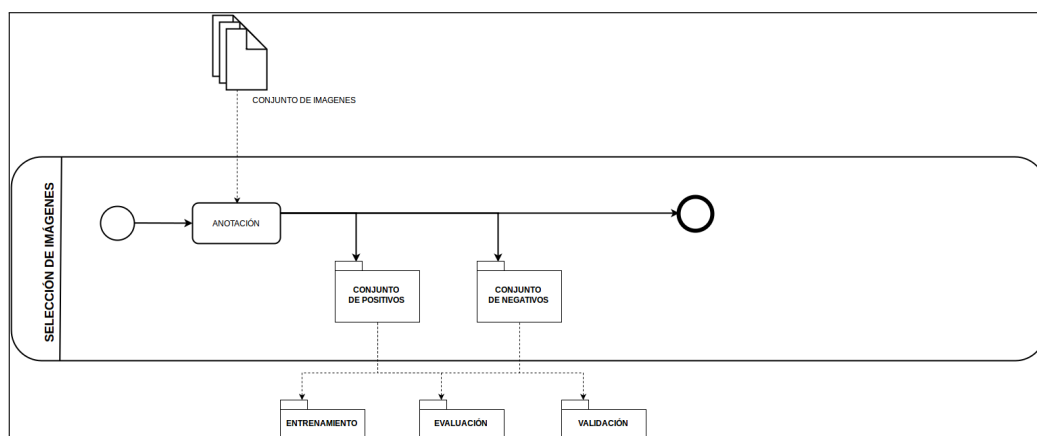 CONJUNTO DE IMAGENES
SELECCIÓN DE IMÁGENES
ANOTACIÓN
CONJUNTO
DE POSITIVOS
CONJUNTO
DE NEGATIVOS
ENTRENAMIENTO
EVALUACIÓN
VALIDACIÓN